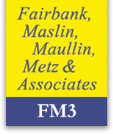 Fairbank,
Maslin,
Maullin,
Metz &
Associates
FM3